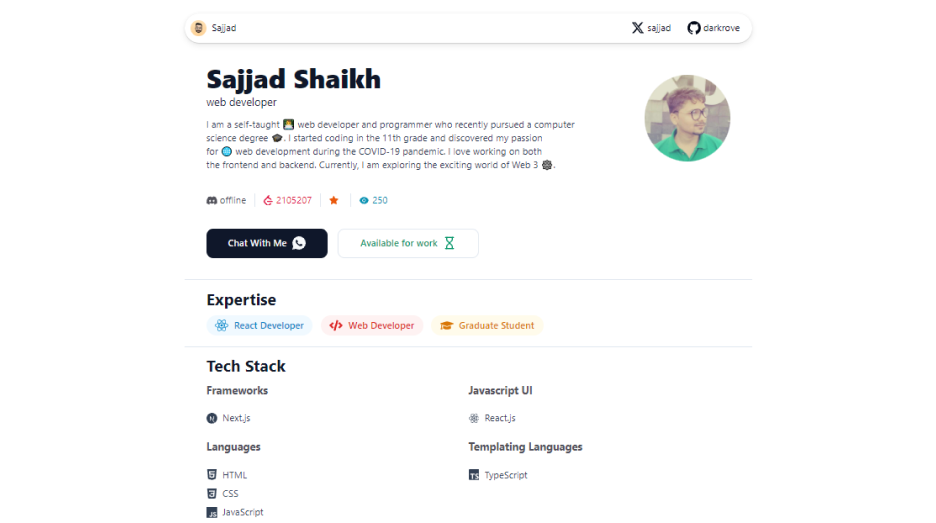 Sajjad
sajjad
darkrove
Sajjad Shaikh
web developer
I am a self-taught 👨‍💻 web developer and programmer who recently pursued a computer
science degree 🎓. I started coding in the 11th grade and discovered my passion
for 🌐 web development during the COVID-19 pandemic. I love working on both
the frontend and backend. Currently, I am exploring the exciting world of Web 3 🕸.
offline
2105207
250
Chat With Me
Available for work
Expertise
React Developer
Web Developer
Graduate Student
Tech Stack
Frameworks
Javascript UI
Next.js
React.js
Languages
Templating Languages
HTML
TypeScript
CSS
JavaScript